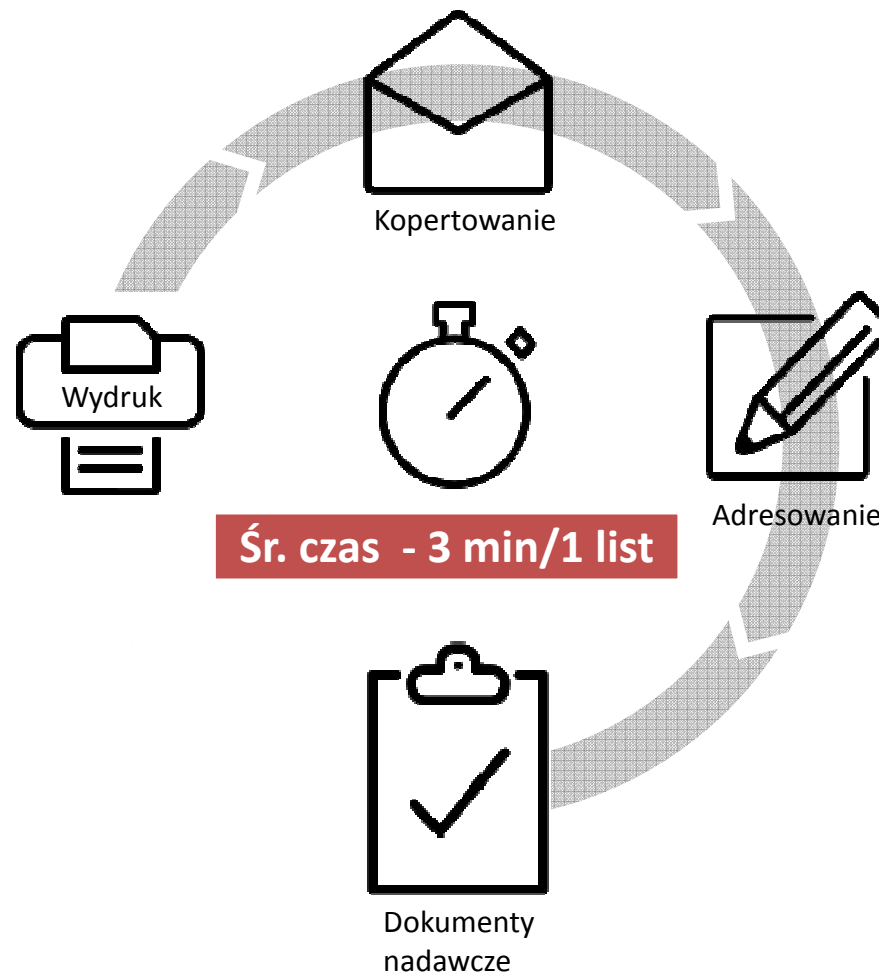 Kopertowanie
Wydruk
Adresowanie
Śr. czas - 3 min/1 list
Dokumenty
nadawcze